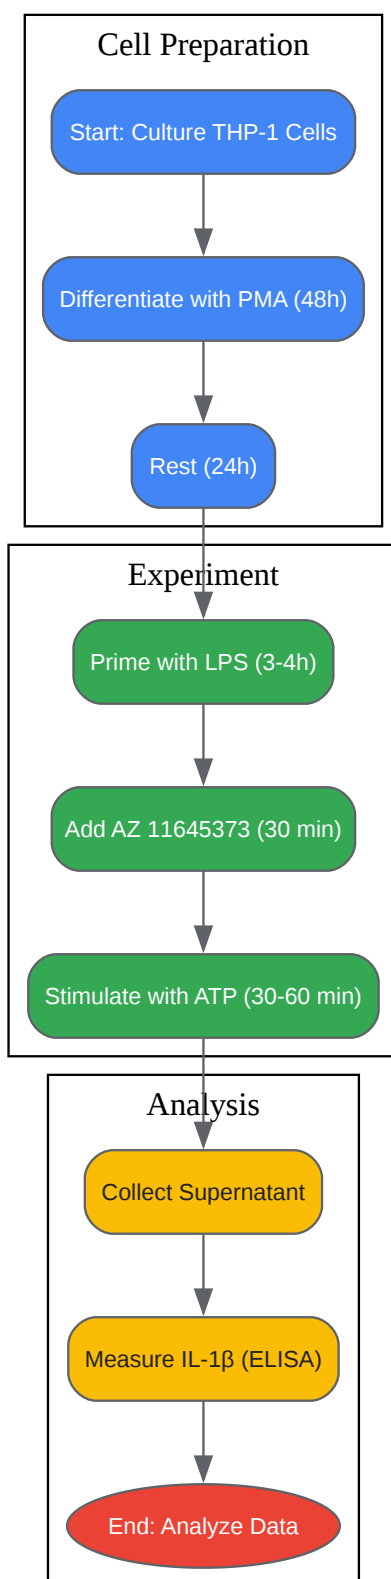 Cell Preparation
Start: Culture THP-1 Cells
Differentiate with PMA (48h)
Rest (24h)
Experiment
Prime with LPS (3-4h)
Add AZ 11645373 (30 min)
Stimulate with ATP (30-60 min)
Analysis
Collect Supernatant
Measure IL-1β (ELISA)
End: Analyze Data